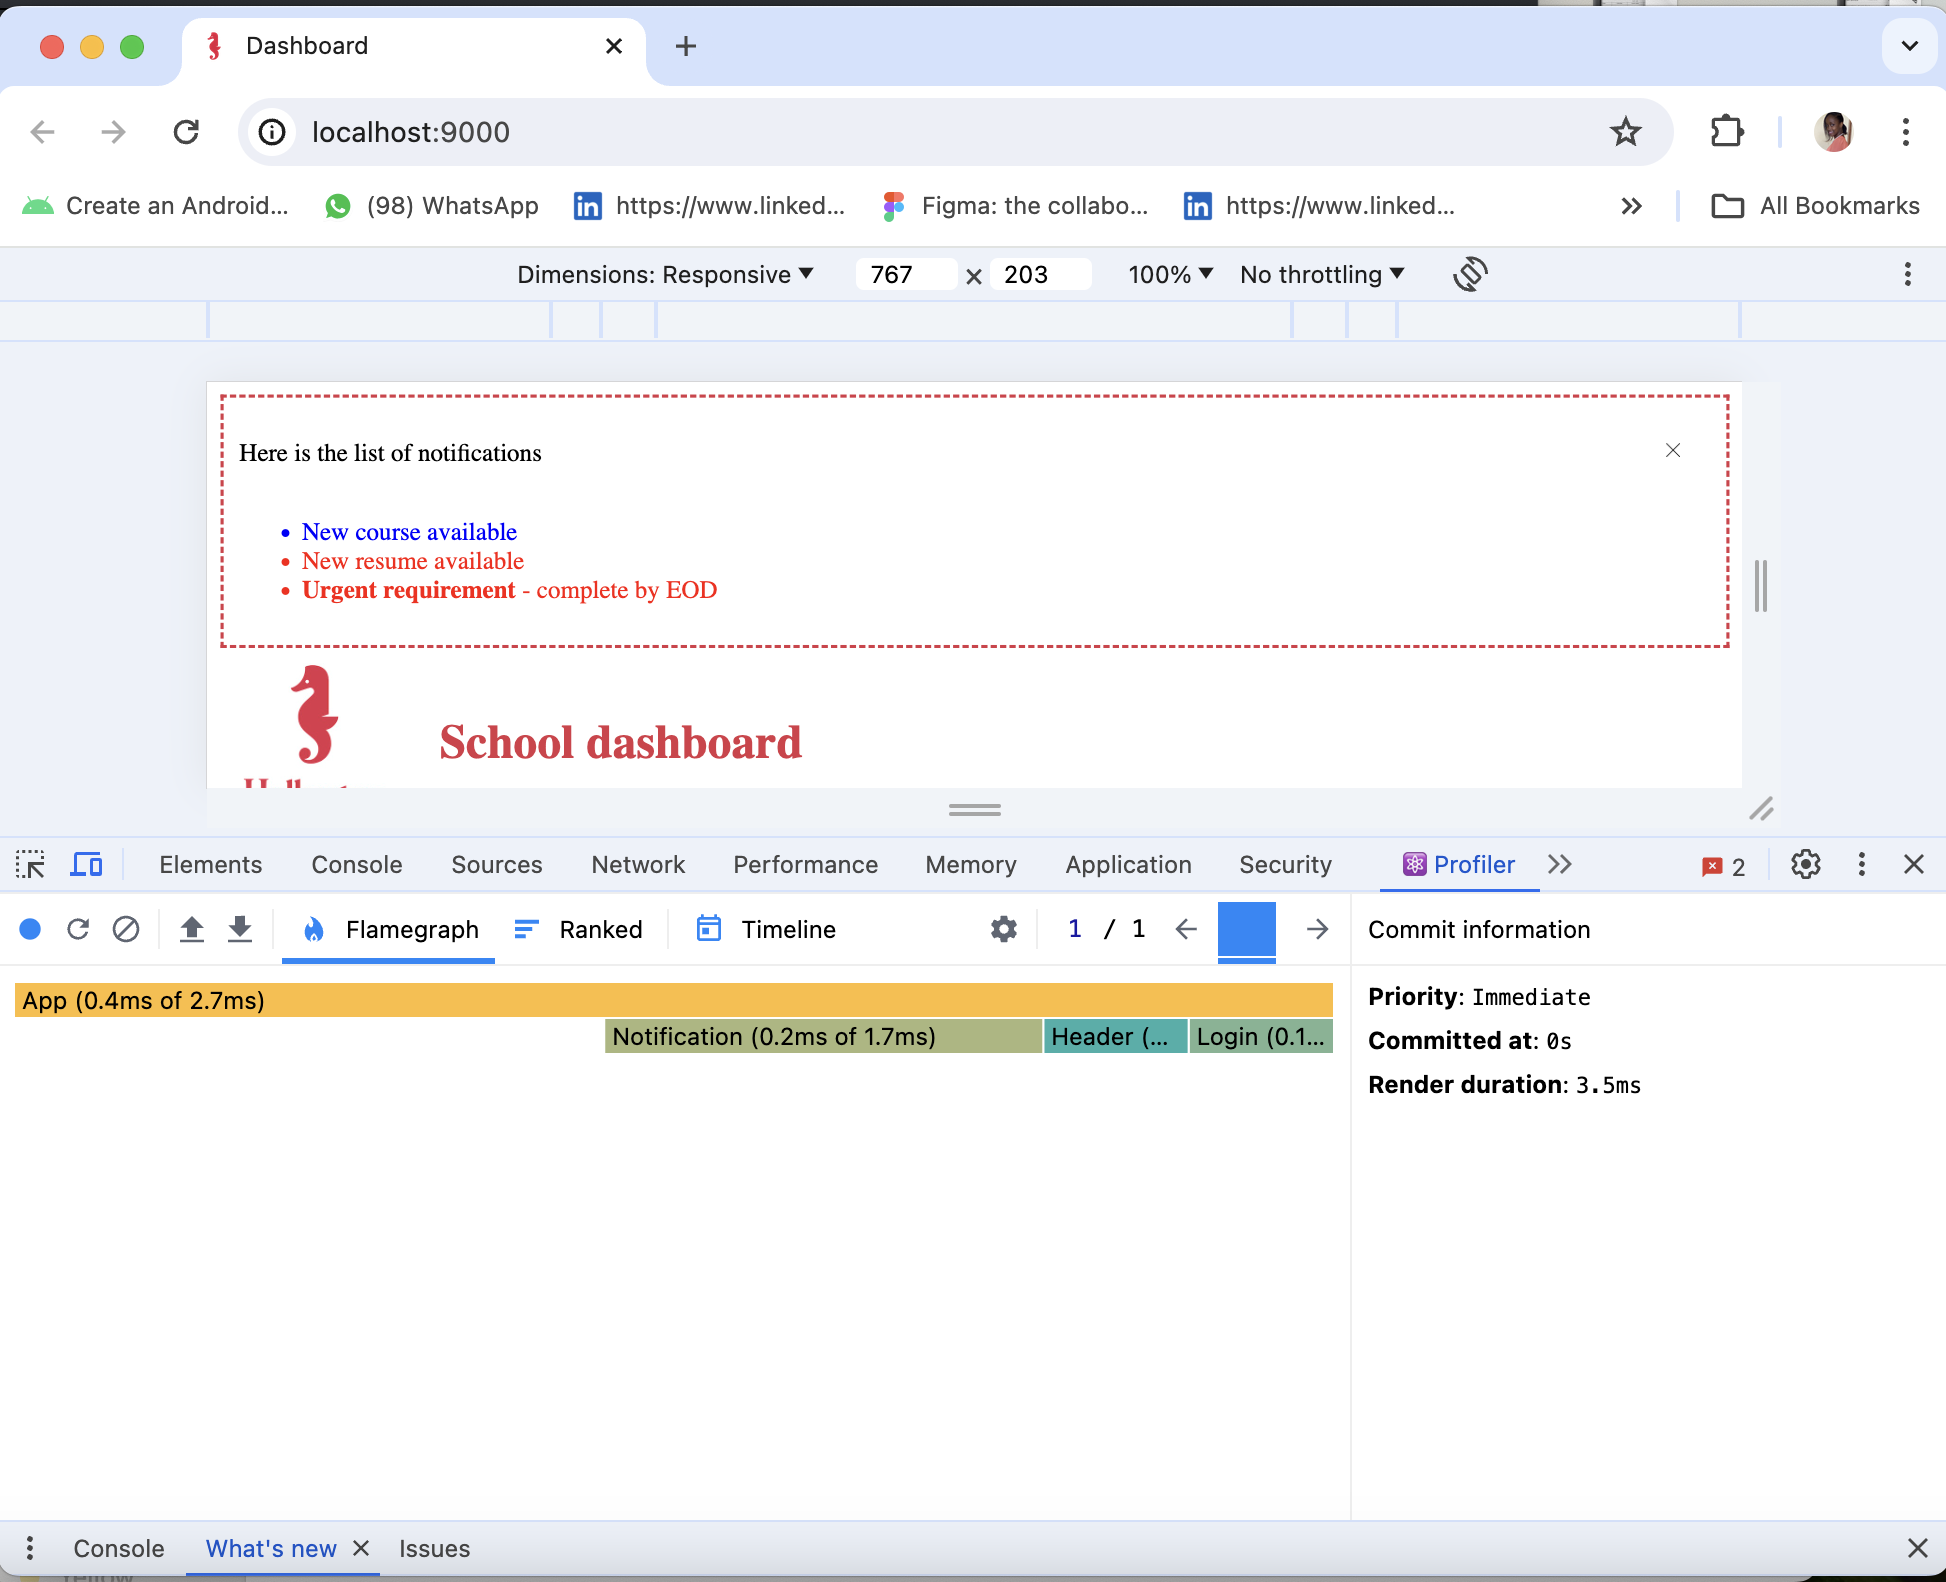 Dashboard
localhost:9000
Create an Android... (98) WhatsApp https://www.linked... Figma: the collabo... https://www.linked... All Bookmarks
Dimensions: Responsive 767 × 203 100% No throttling
Here is the list of notifications
New course available
New resume available
Urgent requirement - complete by EOD
School dashboard
Elements Console Sources Network Performance Memory Application Security Profiler 2
Flamegraph Ranked Timeline 1 / 1 Commit information
App (0.4ms of 2.7ms)
Notification (0.2ms of 1.7ms) Header (... Login (0.1...
Priority: Immediate
Committed at: 0s
Render duration: 3.5ms
Console What's new Issues